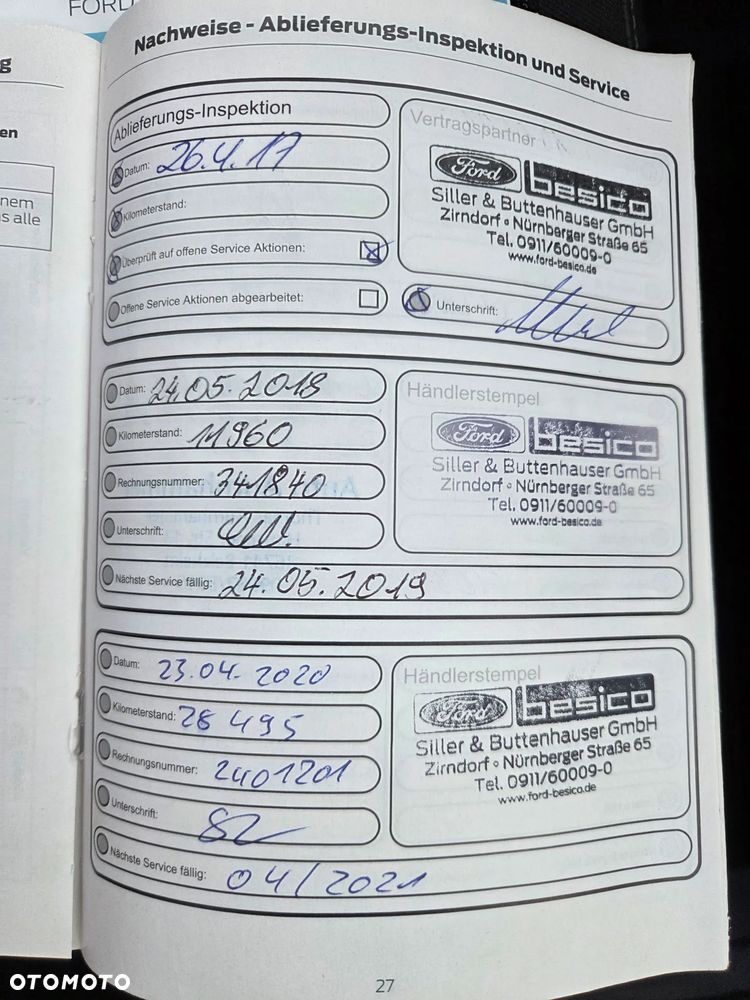 FORD
g
en
nem
s alle
Nachweise - Ablieferungs-Inspektion und Service
Ablieferungs-Inspektion
Datum: 26.4.17
Kilometerstand:
Überprüft auf offene Service Aktionen:
Offene Service Aktionen abgearbeitet:
Vertragspartner
Ford besico
Siller & Buttenhauser GmbH
Zirndorf • Nürnberger Straße 65
Tel. 0911/60009-0
www.ford-besico.de
Unterschrift:
Datum: 24.05.2018
Kilometerstand: 11960
Rechnungsnummer: 341840
Unterschrift:
Nächste Service fällig: 24.05.2019
Händlerstempel
Ford besico
Siller & Buttenhauser GmbH
Zirndorf • Nürnberger Straße 65
Tel. 0911/60009-0
www.ford-besico.de
Datum: 23.04.2020
Kilometerstand: 28495
Rechnungsnummer: 2401201
Unterschrift:
Nächste Service fällig: 04/2021
Händlerstempel
Ford besico
Siller & Buttenhauser GmbH
Zirndorf • Nürnberger Straße 65
Tel. 0911/60009-0
www.ford-besico.de
27
OTOMOTO